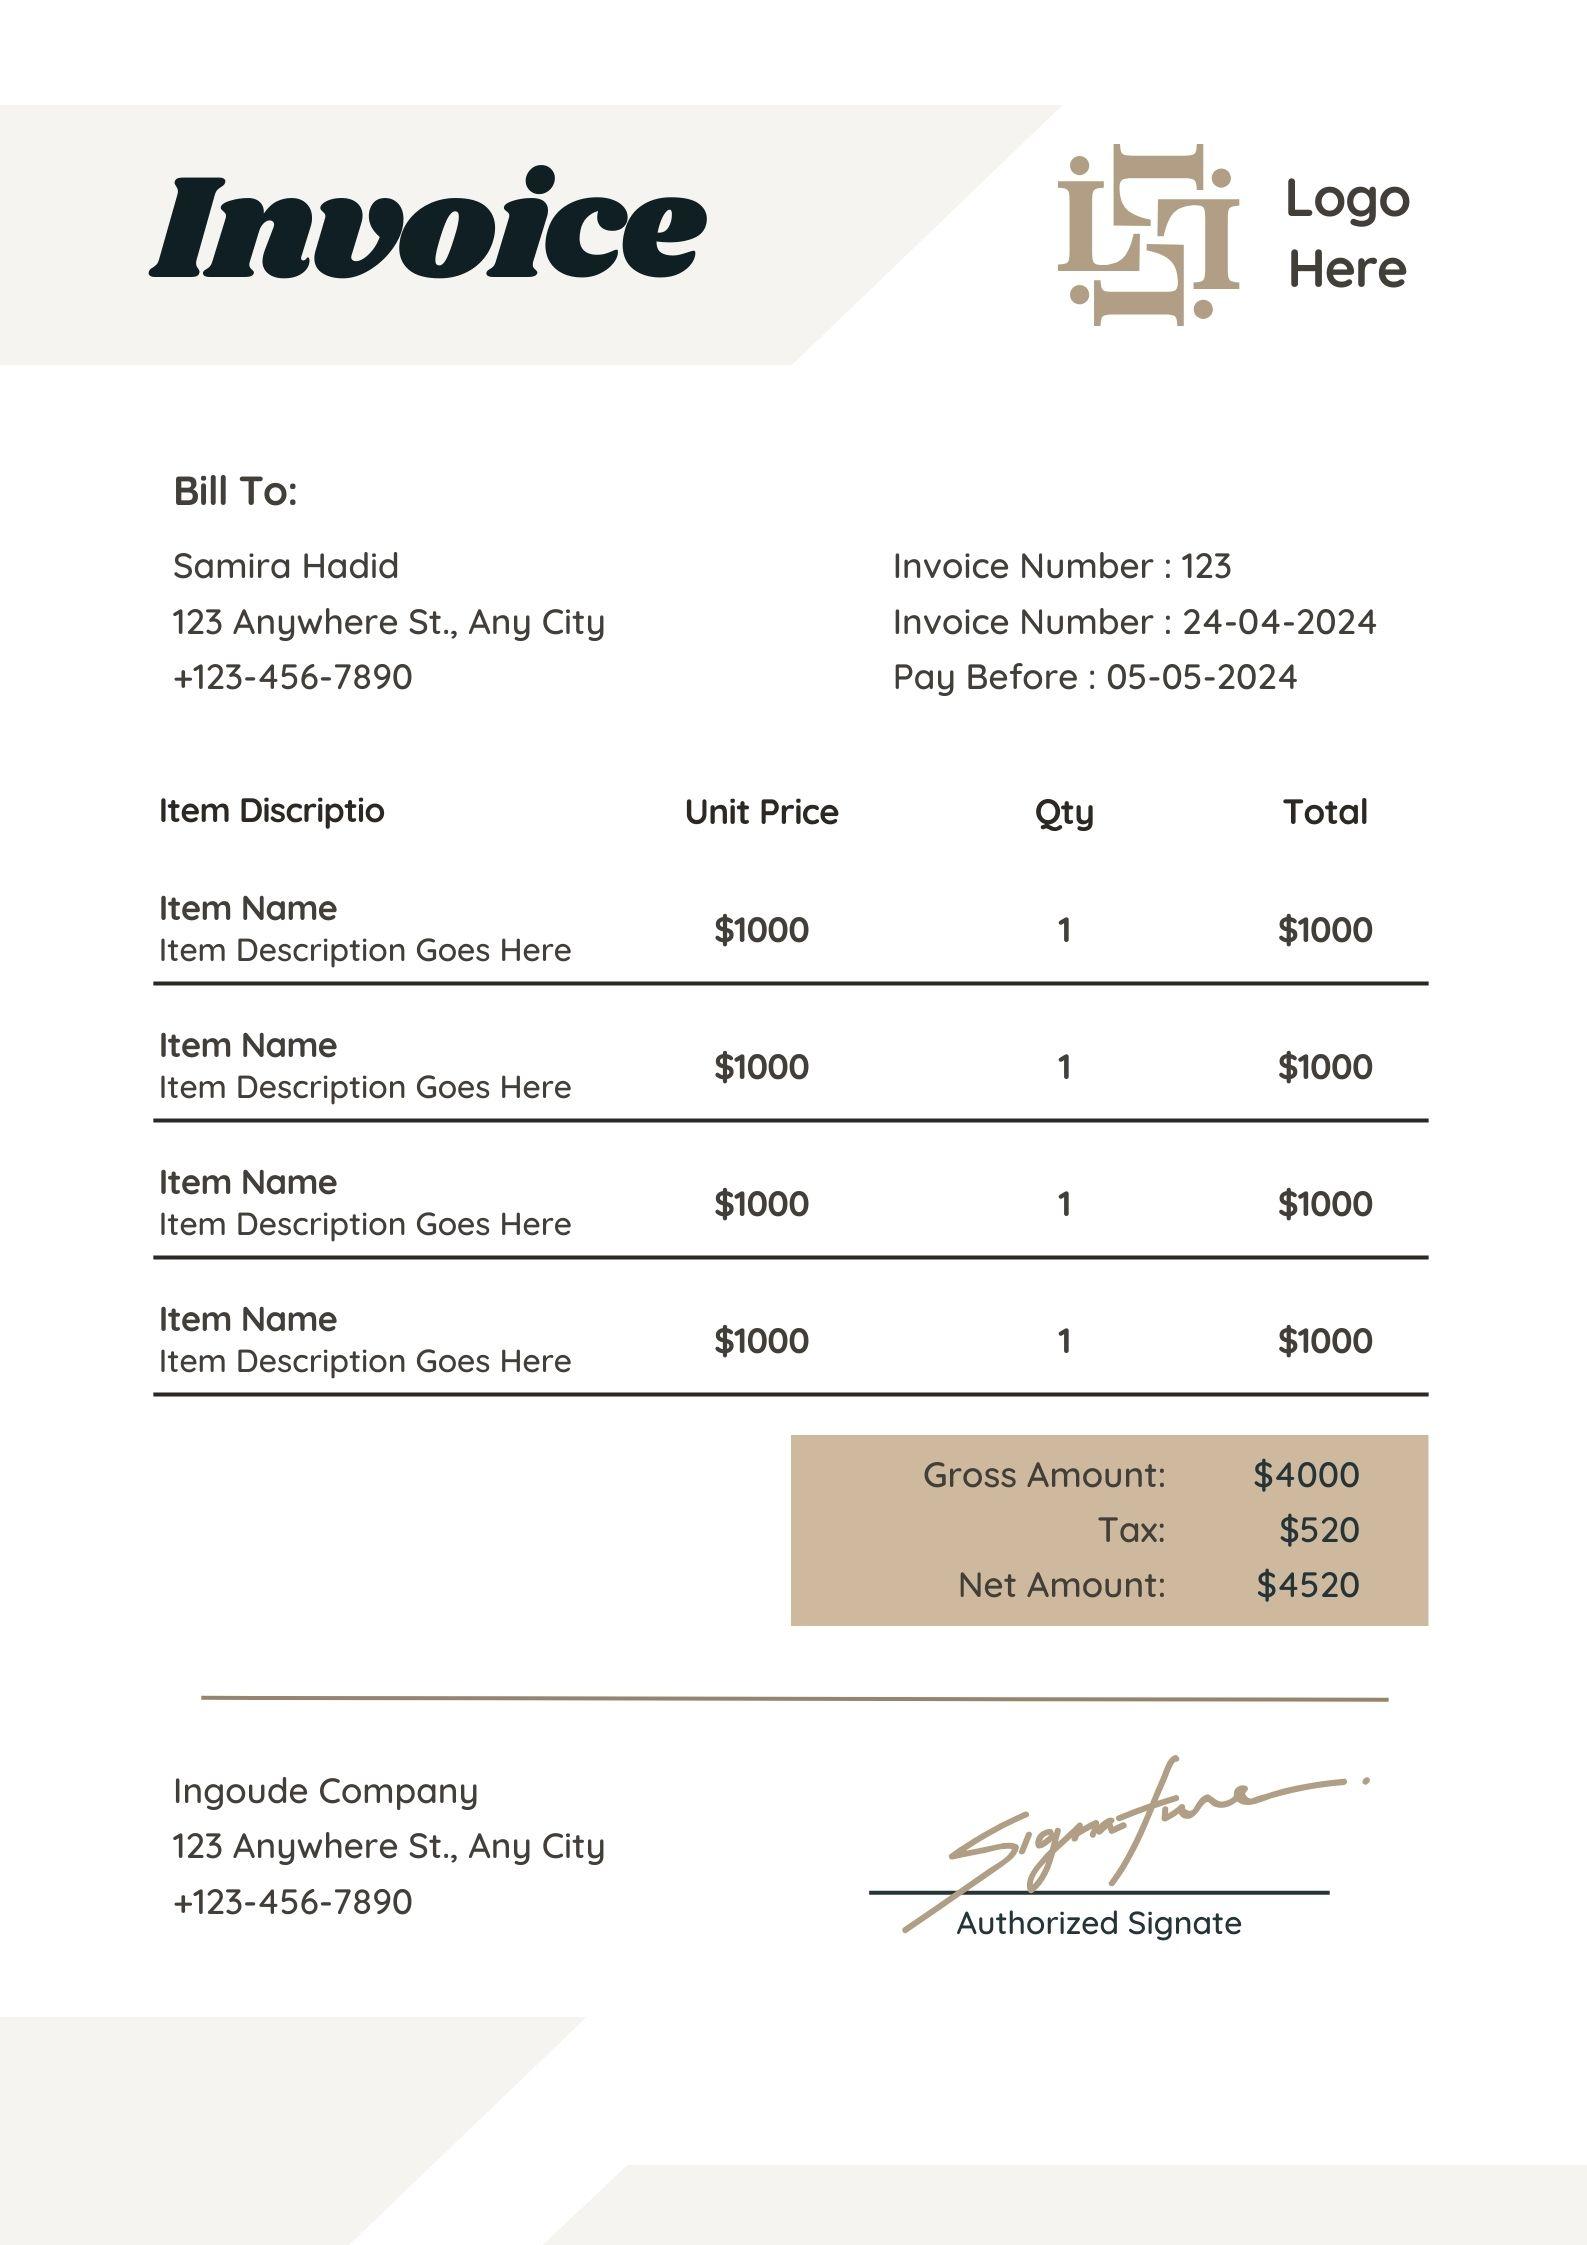 Invoice
Logo
Here
Bill To:
Samira Hadid
123 Anywhere St., Any City
+123-456-7890
Invoice Number : 123
Invoice Number : 24-04-2024
Pay Before : 05-05-2024
Item Discriptio Unit Price Qty Total
Item Name
Item Description Goes Here
$1000 1 $1000
Item Name
Item Description Goes Here
$1000 1 $1000
Item Name
Item Description Goes Here
$1000 1 $1000
Item Name
Item Description Goes Here
$1000 1 $1000
Gross Amount: $4000
Tax: $520
Net Amount: $4520
Ingoude Company
123 Anywhere St., Any City
+123-456-7890
Signature
Authorized Signate